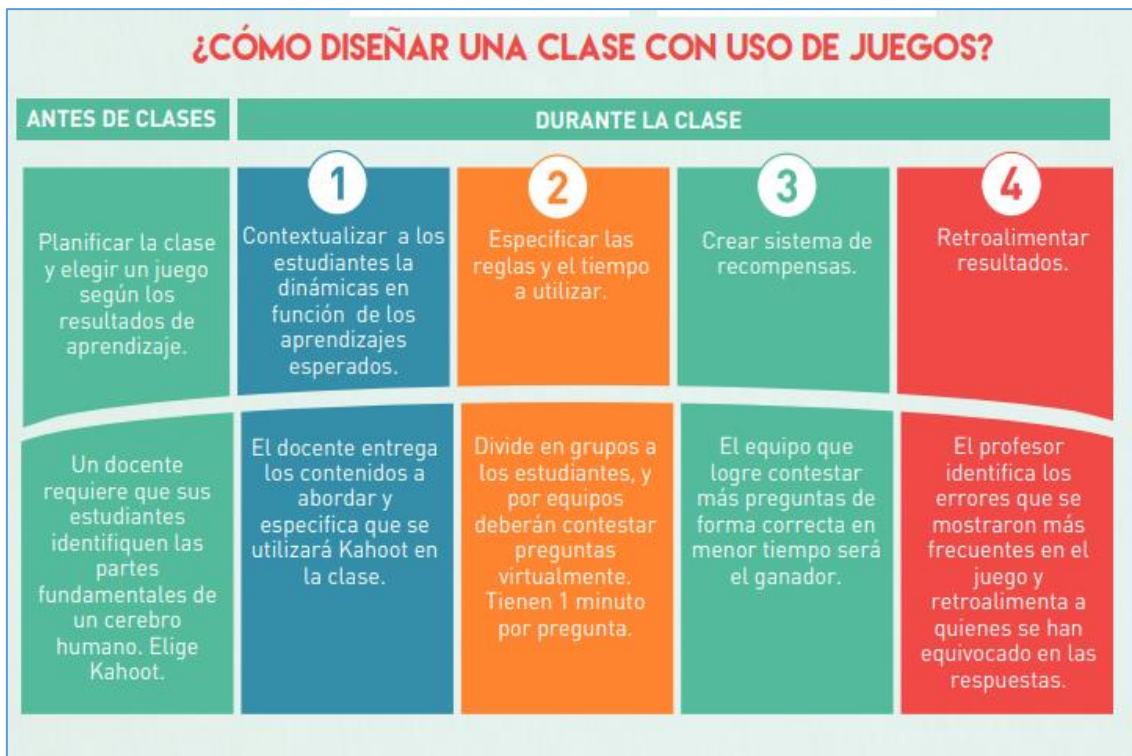 ¿CÓMO DISEÑAR UNA CLASE CON USO DE JUEGOS?
ANTES DE CLASES
DURANTE LA CLASE
Planificar la clase
y elegir un juego
según los
resultados de
aprendizaje.
1
Contextualizar a los
estudiantes la
dinámicas en
función de los
aprendizajes
esperados.
2
Especificar las
reglas y el tiempo
a utilizar.
3
Crear sistema de
recompensas.
4
Retroalimentar
resultados.
Un docente
requiere que sus
estudiantes
identifiquen las
partes
fundamentales de
un cerebro
humano. Elige
Kahoot.
El docente entrega
los contenidos a
abordar y
especifica que se
utilizará Kahoot en
la clase.
Divide en grupos a
los estudiantes, y
por equipos
deberán contestar
preguntas
virtualmente.
Tienen 1 minuto
por pregunta.
El equipo que
logre contestar
más preguntas de
forma correcta en
menor tiempo será
el ganador.
El profesor
identifica los
errores que se
mostraron más
frecuentes en el
juego y
retroalimenta a
quienes se han
equivocado en las
respuestas.